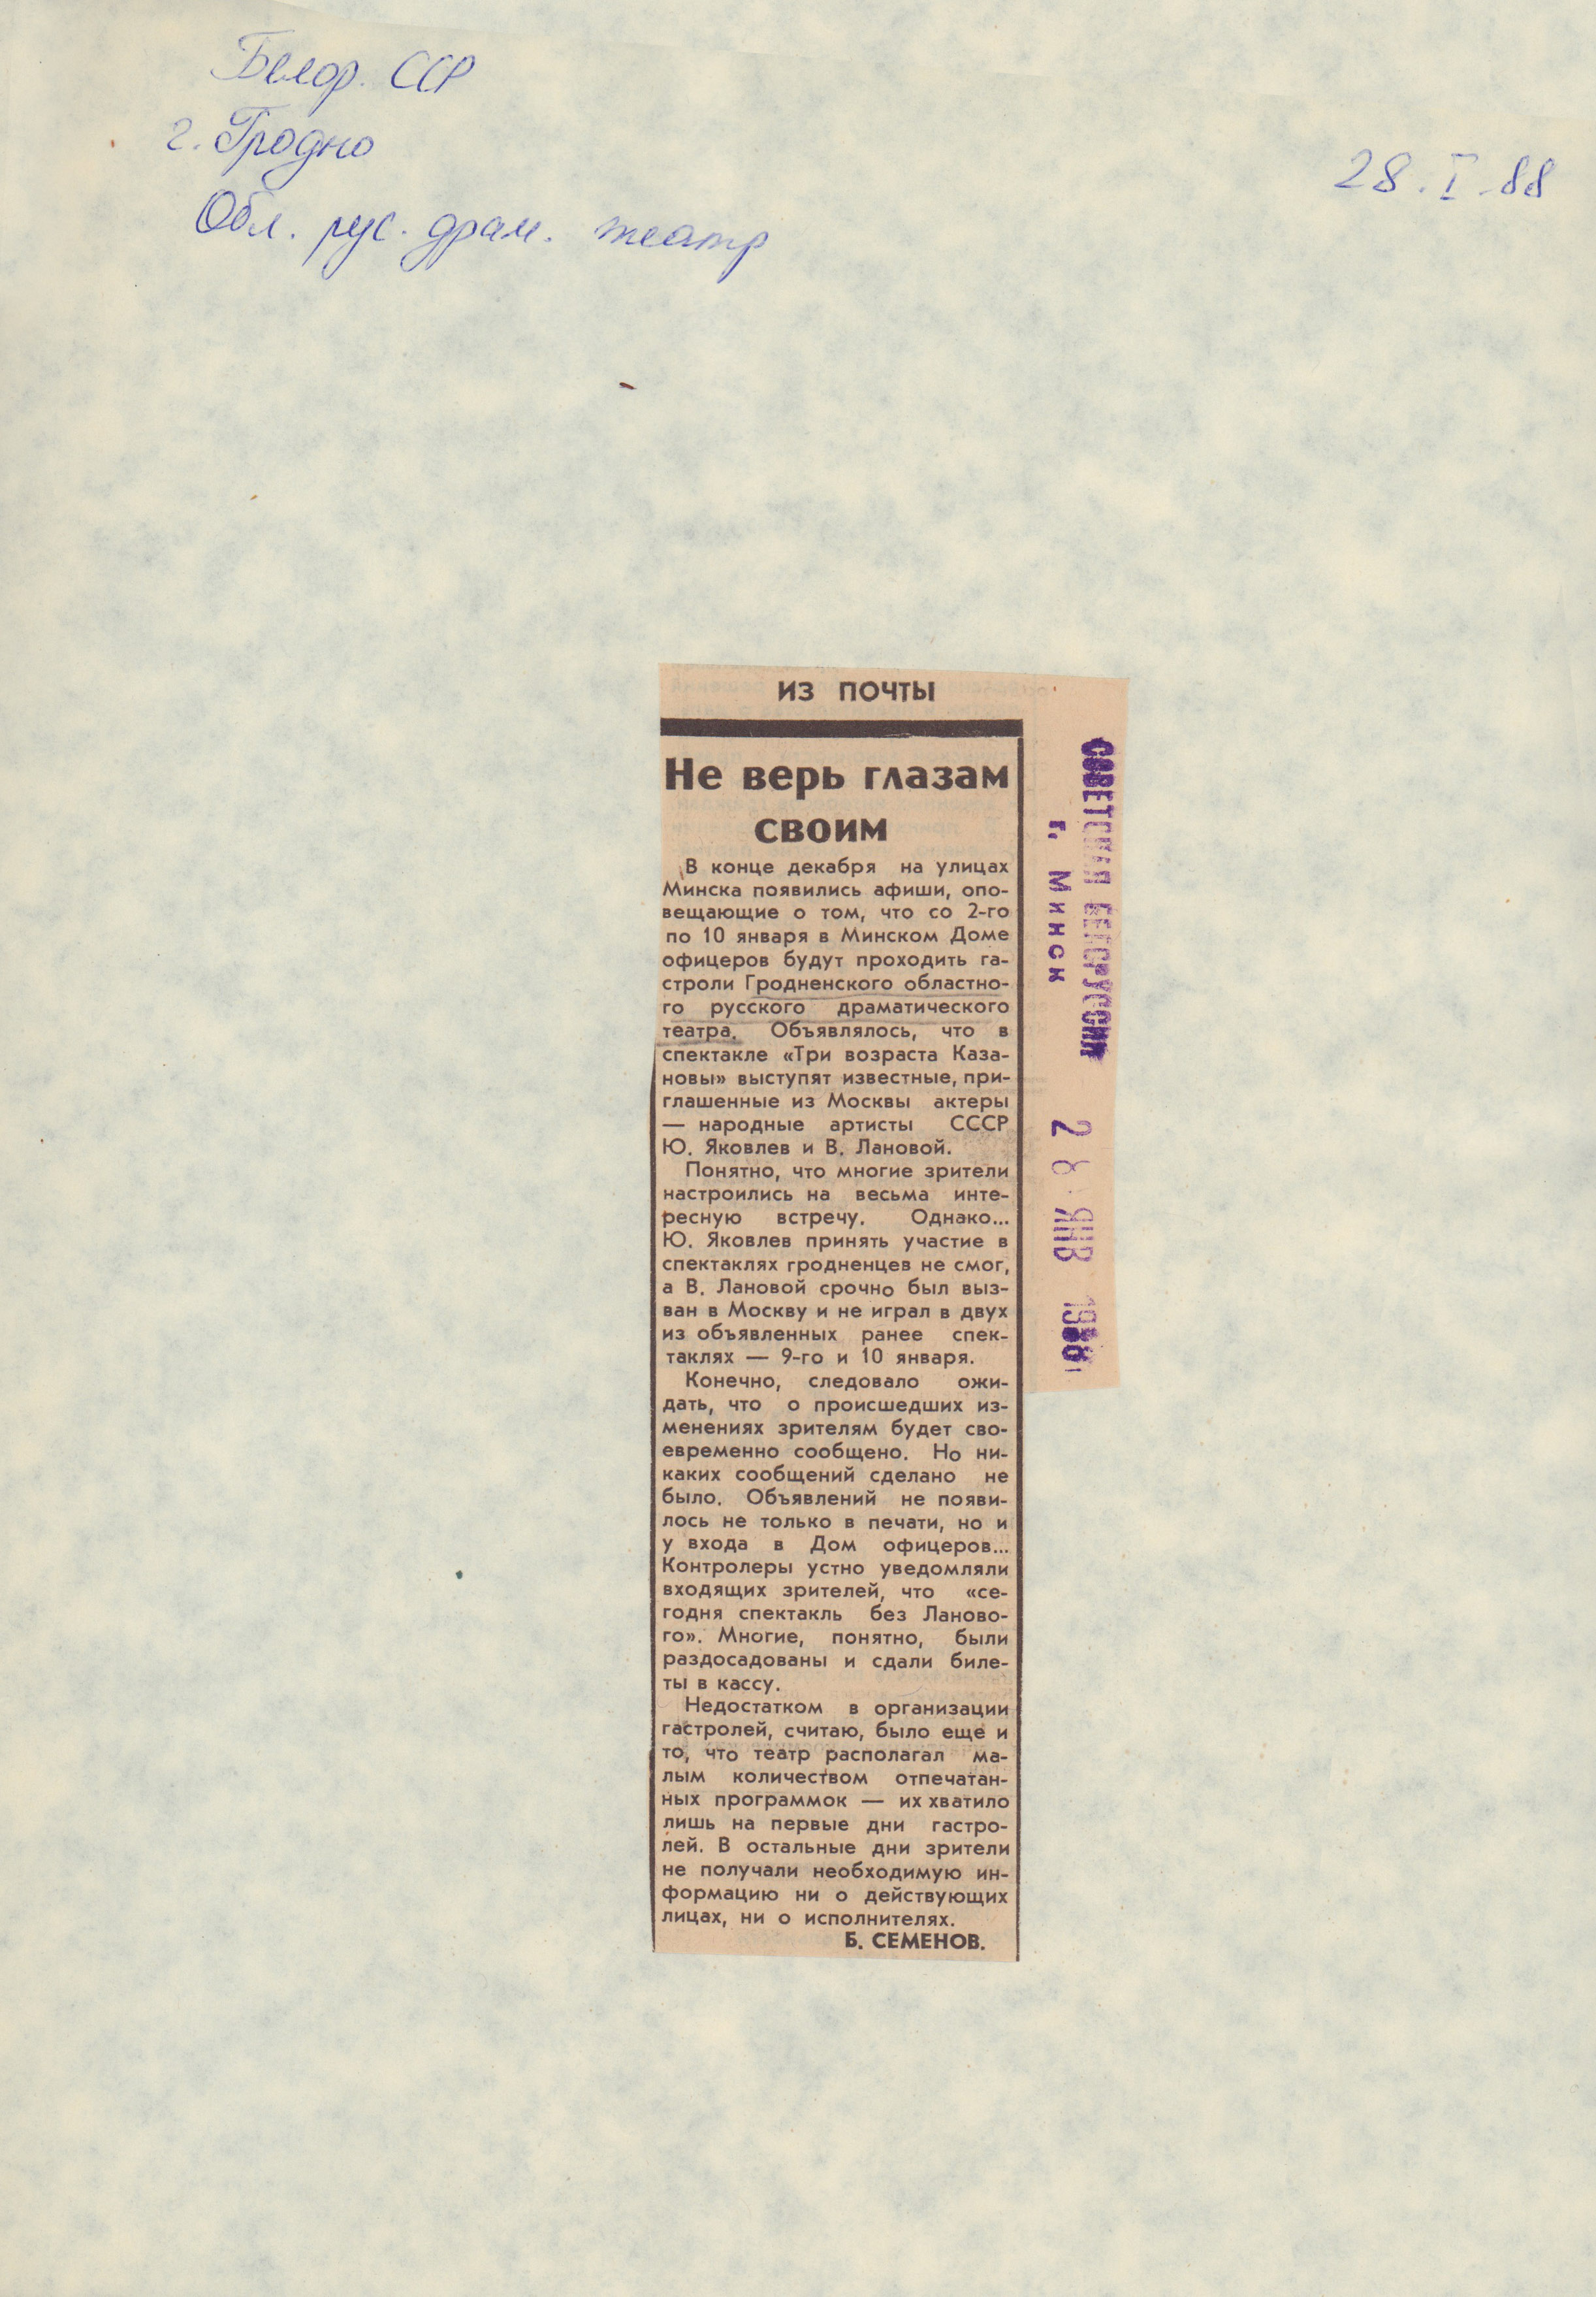 Белор. ССР
г. Гродно
Обл. рус. драм. театр
28.I.88
ИЗ ПОЧТЫ
Не верь глазам
своим
В конце декабря на улицах
Минска появились афиши, опо-
вещающие о том, что со 2-го
по 10 января в Минском Доме
офицеров будут проходить га-
строли Гродненского областно-
го русского драматического
театра. Объявлялось, что в
спектакле «Три возраста Каза-
новы» выступят известные, при-
глашенные из Москвы актеры
— народные артисты СССР
Ю. Яковлев и В. Лановой.
Понятно, что многие зрители
настроились на весьма инте-
ресную встречу. Однако...
Ю. Яковлев принять участие в
спектаклях гродненцев не смог,
а В. Лановой срочно был выз-
ван в Москву и не играл в двух
из объявленных ранее спек-
таклях — 9-го и 10 января.
Конечно, следовало ожи-
дать, что о происшедших из-
менениях зрителям будет сво-
евременно сообщено. Но ни-
каких сообщений сделано не
было. Объявлений не появи-
лось не только в печати, но и
у входа в Дом офицеров...
Контролеры устно уведомляли
входящих зрителей, что «се-
годня спектакль без Ланово-
го». Многие, понятно, были
раздосадованы и сдали биле-
ты в кассу.
Недостатком в организации
гастролей, считаю, было еще и
то, что театр располагал ма-
лым количеством отпечатан-
ных программок — их хватило
лишь на первые дни гастро-
лей. В остальные дни зрители
не получали необходимую ин-
формацию ни о действующих
лицах, ни о исполнителях.
Б. СЕМЕНОВ.
СОВЕТСКАЯ БЕЛОРУССИЯ
г. Минск
28 ЯНВ 1988